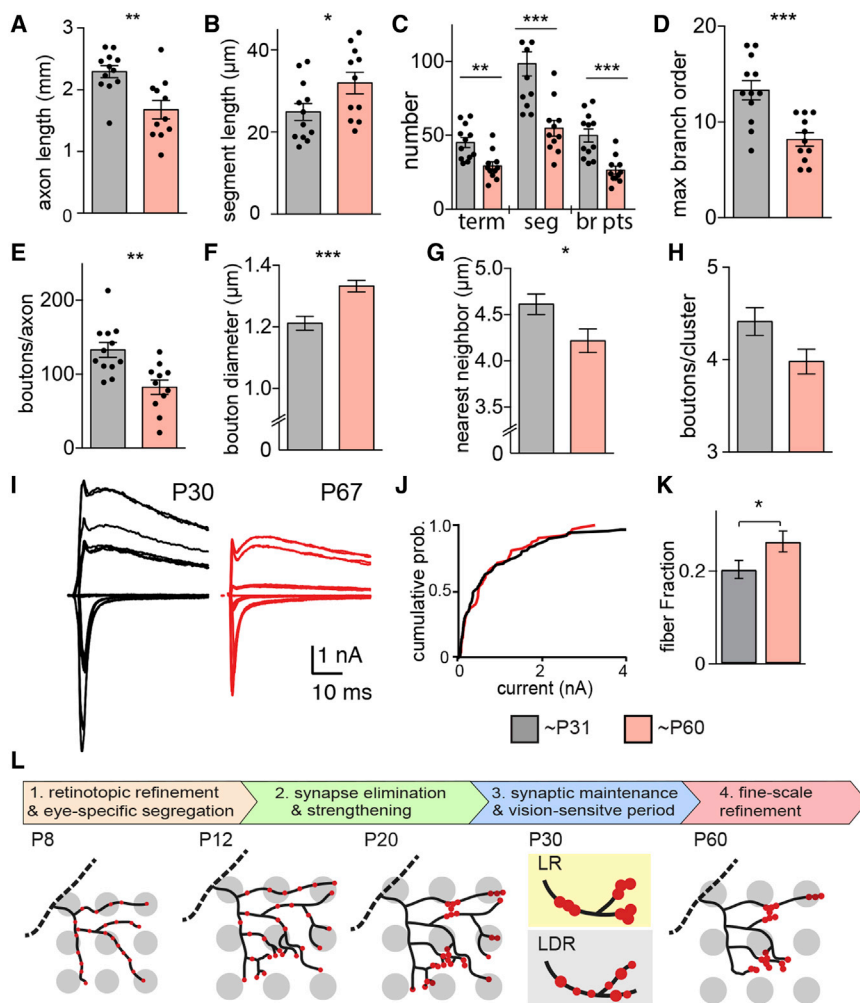 A
**
axon length (mm)
3
2
1
0
B
*
segment length (µm)
40
20
0
C
***
**
***
number
100
50
0
term
seg
br pts
D
***
max branch order
20
10
0
E
**
boutons/axon
200
100
0
F
***
bouton diameter (µm)
1.4
1.2
1.0
0
G
*
nearest neighbor (µm)
5.0
4.5
4.0
3.5
0
H
boutons/cluster
5
4
3
I
P30
P67
1 nA
10 ms
J
cumulative prob.
1.0
0.5
0
0
2
4
current (nA)
K
*
fiber Fraction
0.2
0
~P31
~P60
L
1. retinotopic refinement
& eye-specific segregation
2. synapse elimination
& strengthening
3. synaptic maintenance
& vision-sensitve period
4. fine-scale
refinement
P8
P12
P20
P30
P60
LR
LDR